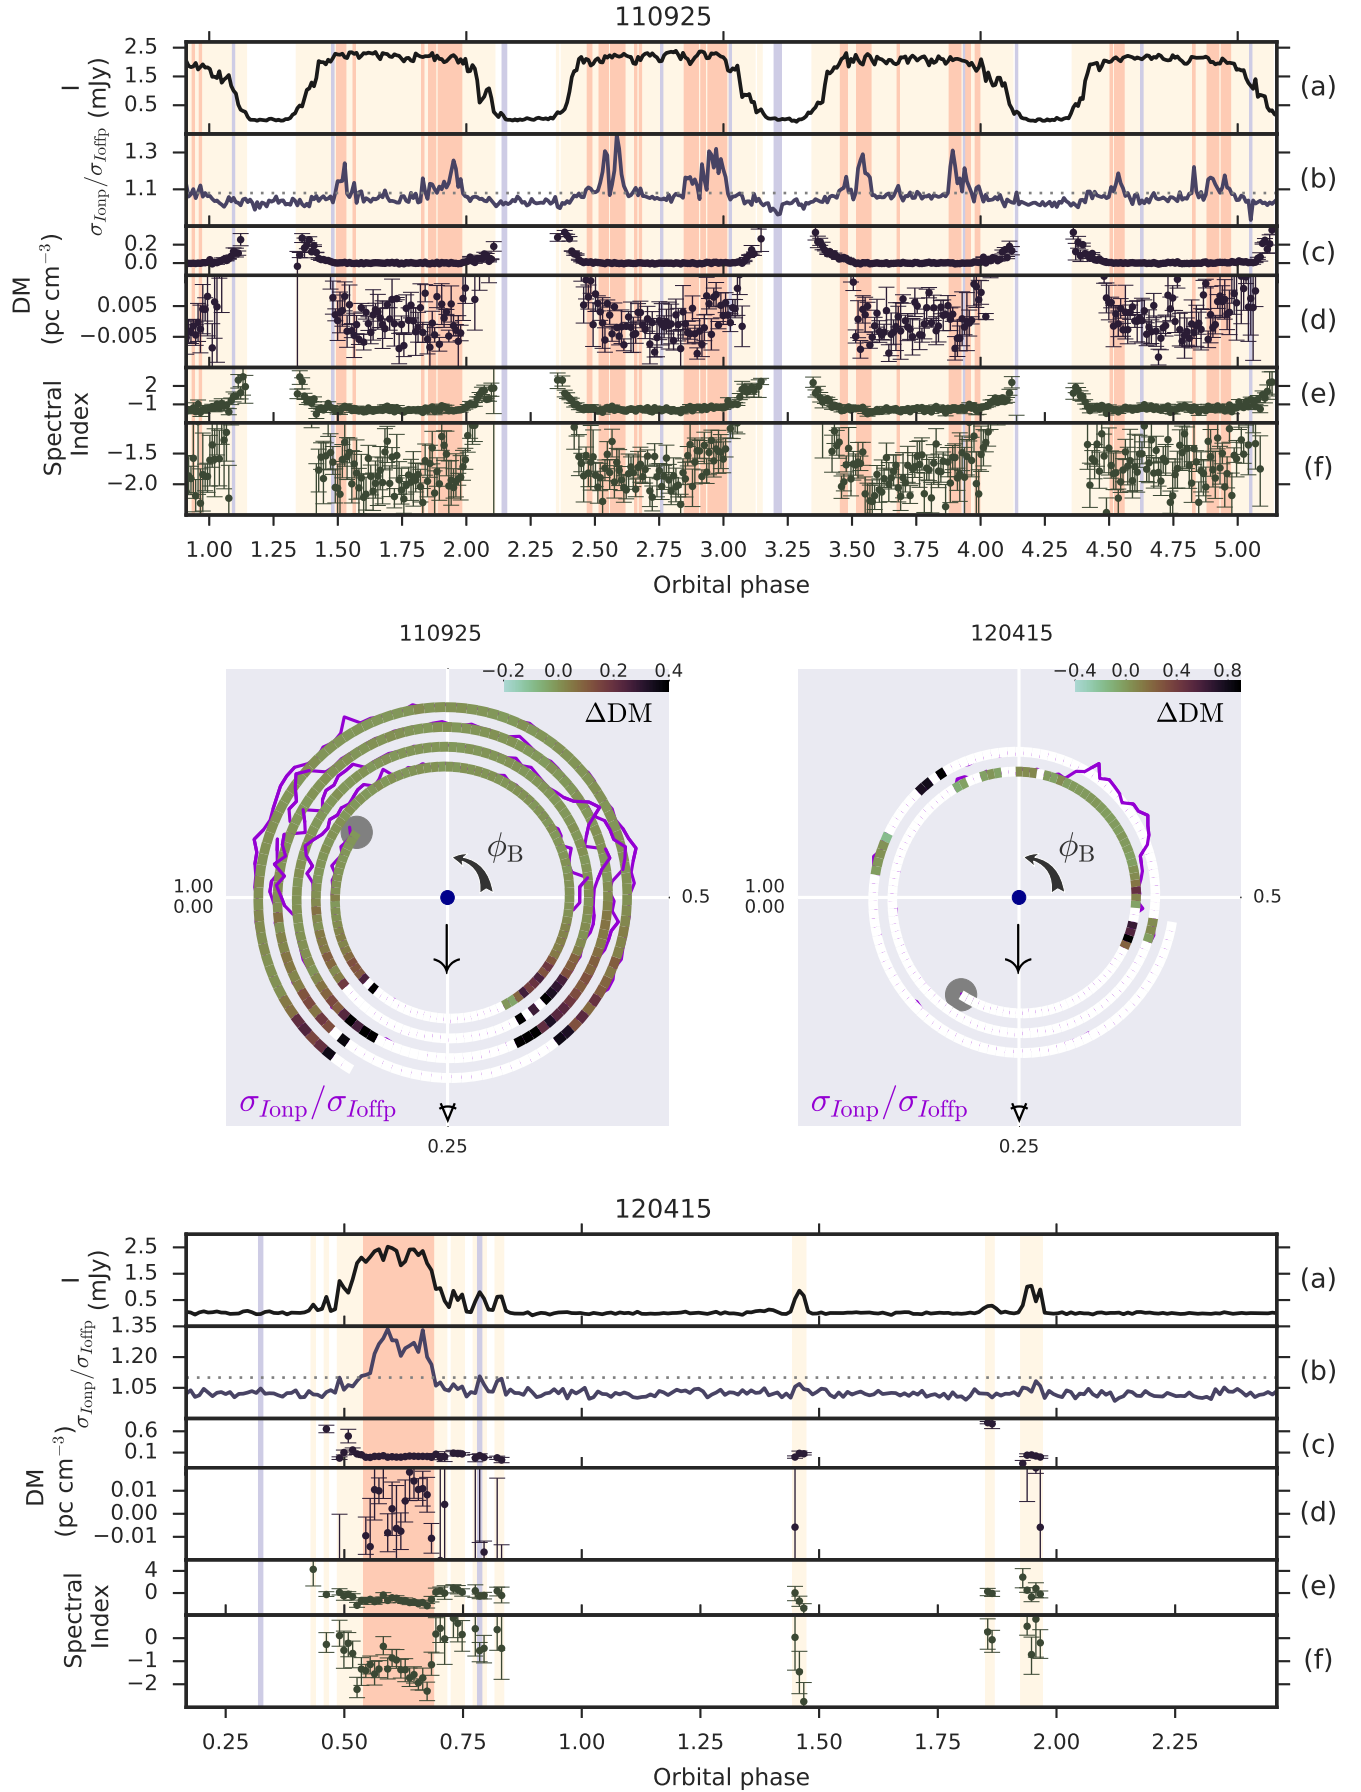 110925
I (mJy)
2.5
1.5
0.5
(a)
σIonp/σIoffp
1.3
1.1
(b)
DM (pc cm−3)
0.2
0.0
(c)
0.005
−0.005
(d)
Spectral Index
2
−1
(e)
−1.5
−2.0
(f)
1.00 1.25 1.50 1.75 2.00 2.25 2.50 2.75 3.00 3.25 3.50 3.75 4.00 4.25 4.50 4.75 5.00
Orbital phase
110925
−0.2 0.0 0.2 0.4
ΔDM
ϕB
1.00
0.00
0.5
σIonp/σIoffp
0.25
120415
−0.4 0.0 0.4 0.8
ΔDM
ϕB
1.00
0.00
0.5
σIonp/σIoffp
0.25
120415
I (mJy)
2.5
1.5
0.5
(a)
σIonp/σIoffp
1.35
1.20
1.05
(b)
DM (pc cm−3)
0.6
0.1
(c)
0.01
0.00
−0.01
(d)
Spectral Index
4
0
(e)
0
−1
−2
(f)
0.25 0.50 0.75 1.00 1.25 1.50 1.75 2.00 2.25
Orbital phase